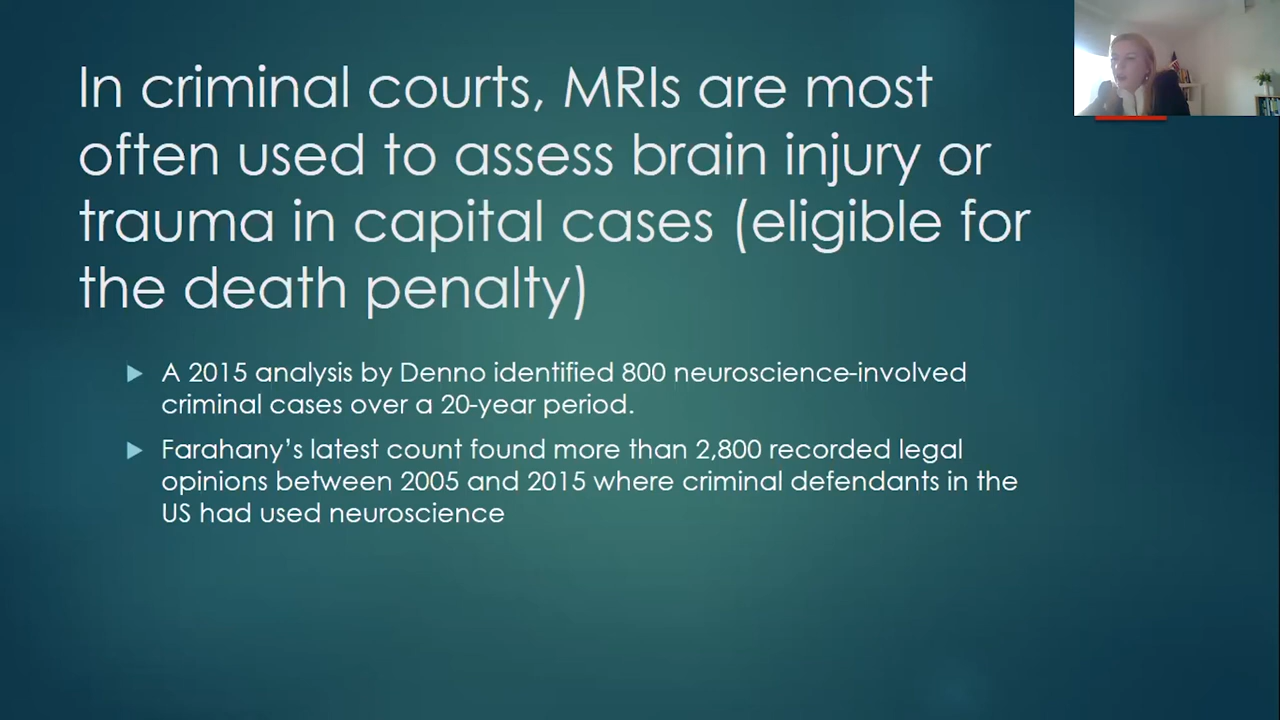 In criminal courts, MRIs are most
often used to assess brain injury or
trauma in capital cases (eligible for
the death penalty)
A 2015 analysis by Denno identified 800 neuroscience-involved
criminal cases over a 20-year period.
Farahany’s latest count found more than 2,800 recorded legal
opinions between 2005 and 2015 where criminal defendants in the
US had used neuroscience